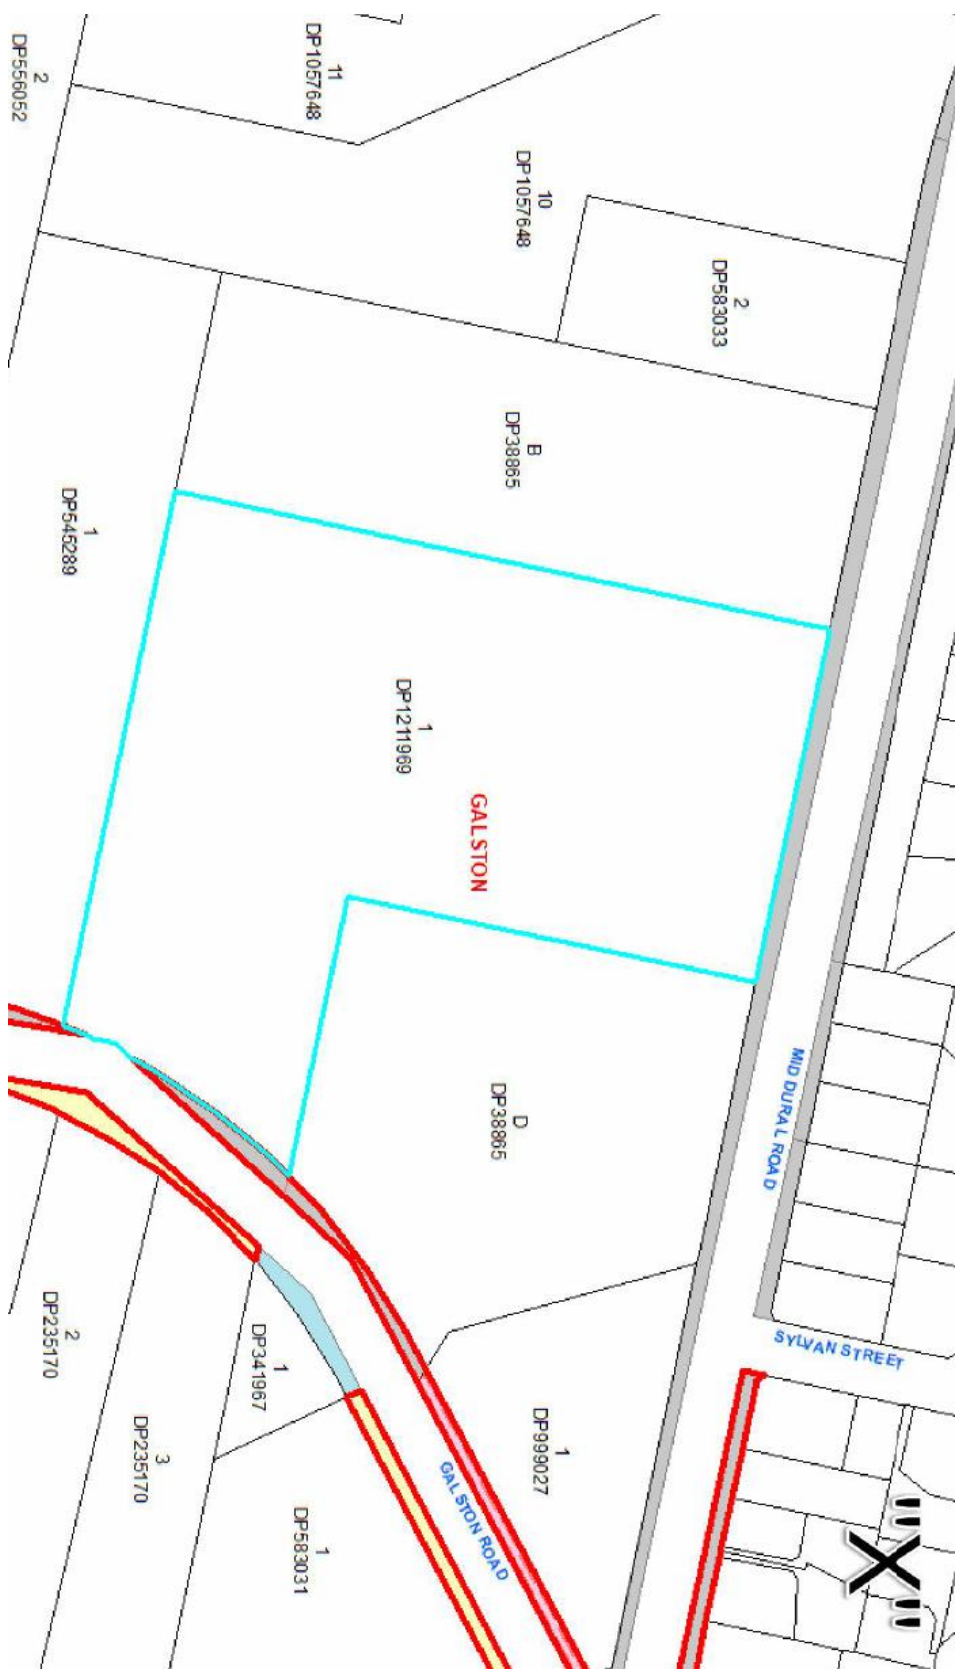 11
DP1057648
2
DP556052
10
DP1057648
2
DP583033
B
DP38865
1
DP545289
1
DP1211969
GALSTON
D
DP38865
MID DURAL ROAD
SYLVAN STREET
2
DP235170
1
DP341967
3
DP235170
1
DP999027
GALSTON ROAD
1
DP583031
"X"